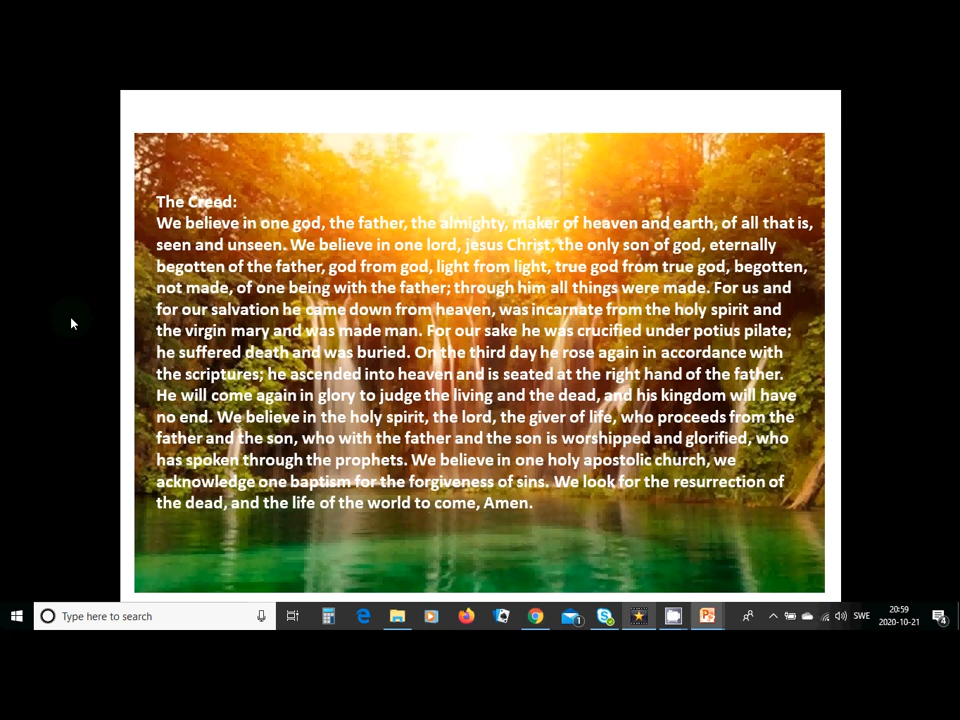 The Creed:
We believe in one god, the father, the almighty, maker of heaven and earth, of all that is,
seen and unseen. We believe in one lord, jesus Christ, the only son of god, eternally
begotten of the father, god from god, light from light, true god from true god, begotten,
not made, of one being with the father; through him all things were made. For us and
for our salvation he came down from heaven, was incarnate from the holy spirit and
the virgin mary and was made man. For our sake he was crucified under potius pilate;
he suffered death and was buried. On the third day he rose again in accordance with
the scriptures; he ascended into heaven and is seated at the right hand of the father.
He will come again in glory to judge the living and the dead, and his kingdom will have
no end. We believe in the holy spirit, the lord, the giver of life, who proceeds from the
father and the son, who with the father and the son is worshipped and glorified, who
has spoken through the prophets. We believe in one holy apostolic church, we
acknowledge one baptism for the forgiveness of sins. We look for the resurrection of
the dead, and the life of the world to come, Amen.
Type here to search
1
SWE
20:59
2020-10-21
4